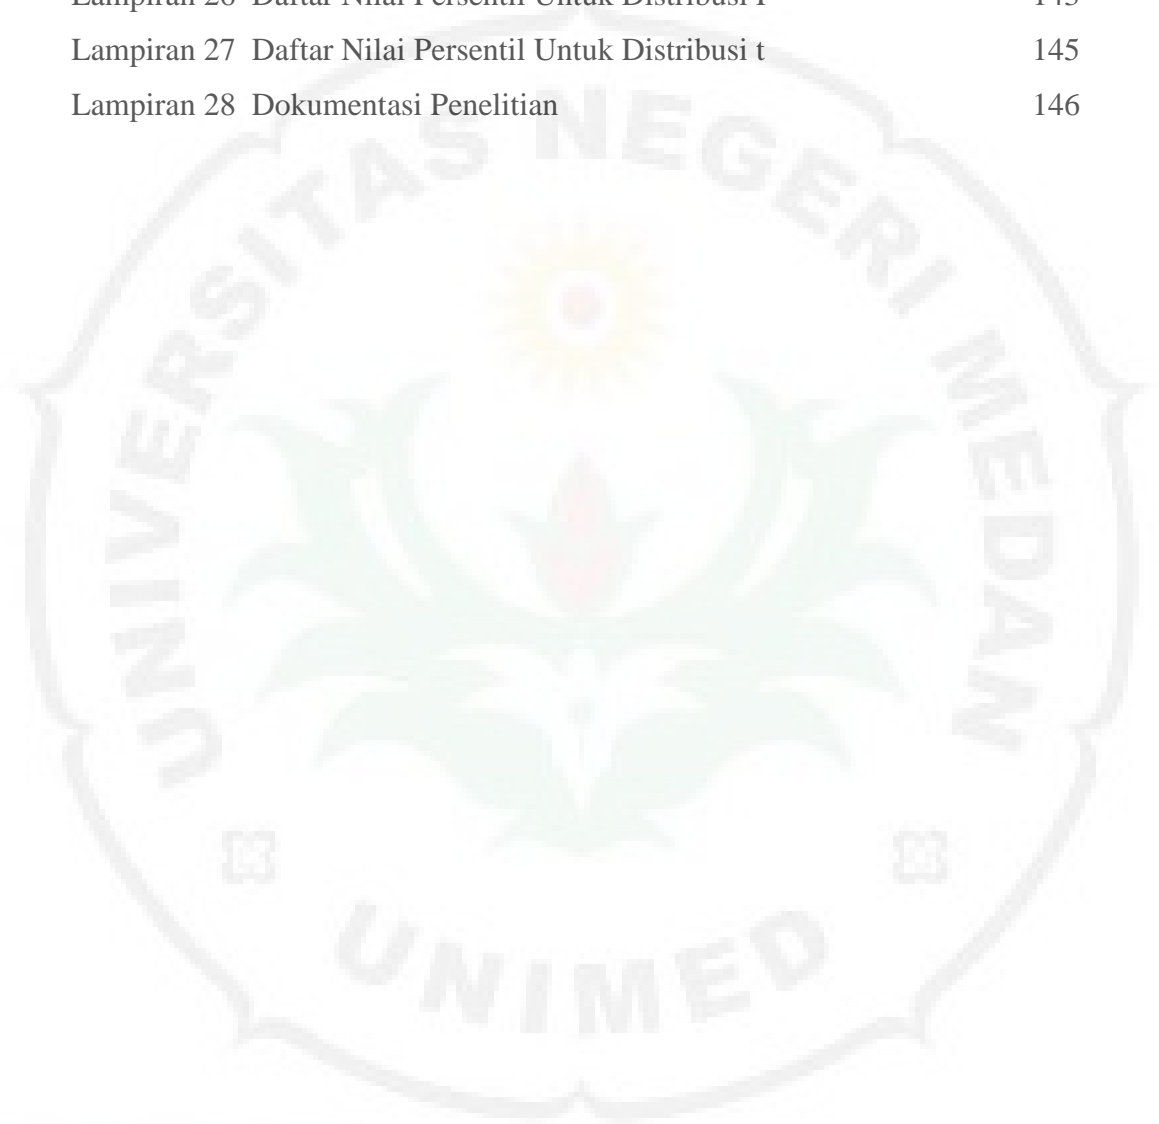 Lampiran 26 Daftar Nilai Persentil Untuk Distribusi
Lampiran 27 Daftar Nilai Persentil Untuk Distribusi t 145
Lampiran 28 Dokumentasi Penelitian 146
UNIVERSITAS NEGERI MEDAN
UNIMED